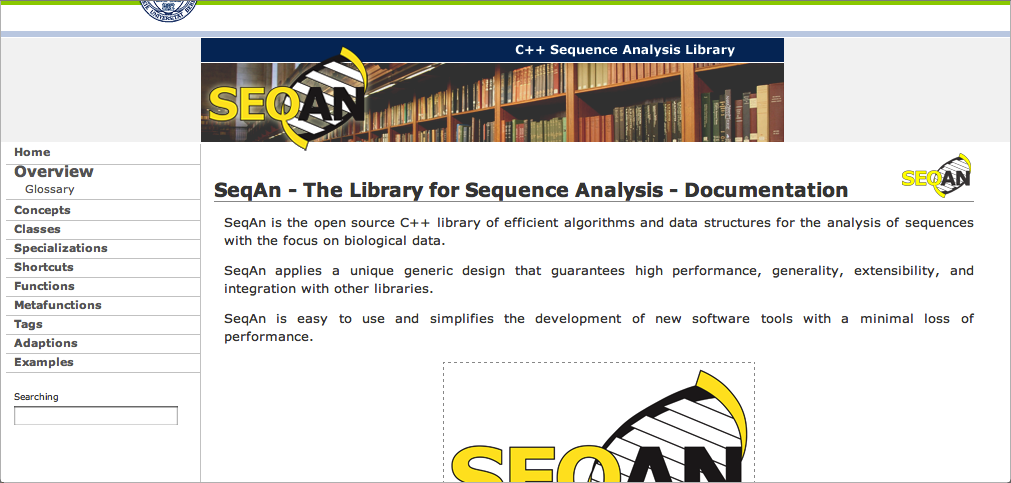 C++ Sequence Analysis Library
SEQAN
Home
Overview
Glossary
Concepts
Classes
Specializations
Shortcuts
Functions
Metafunctions
Tags
Adaptions
Examples
Searching
SEQAN
SeqAn - The Library for Sequence Analysis - Documentation
SeqAn is the open source C++ library of efficient algorithms and data structures for the analysis of sequences
with the focus on biological data.
SeqAn applies a unique generic design that guarantees high performance, generality, extensibility, and
integration with other libraries.
SeqAn is easy to use and simplifies the development of new software tools with a minimal loss of
performance.
SEQAN